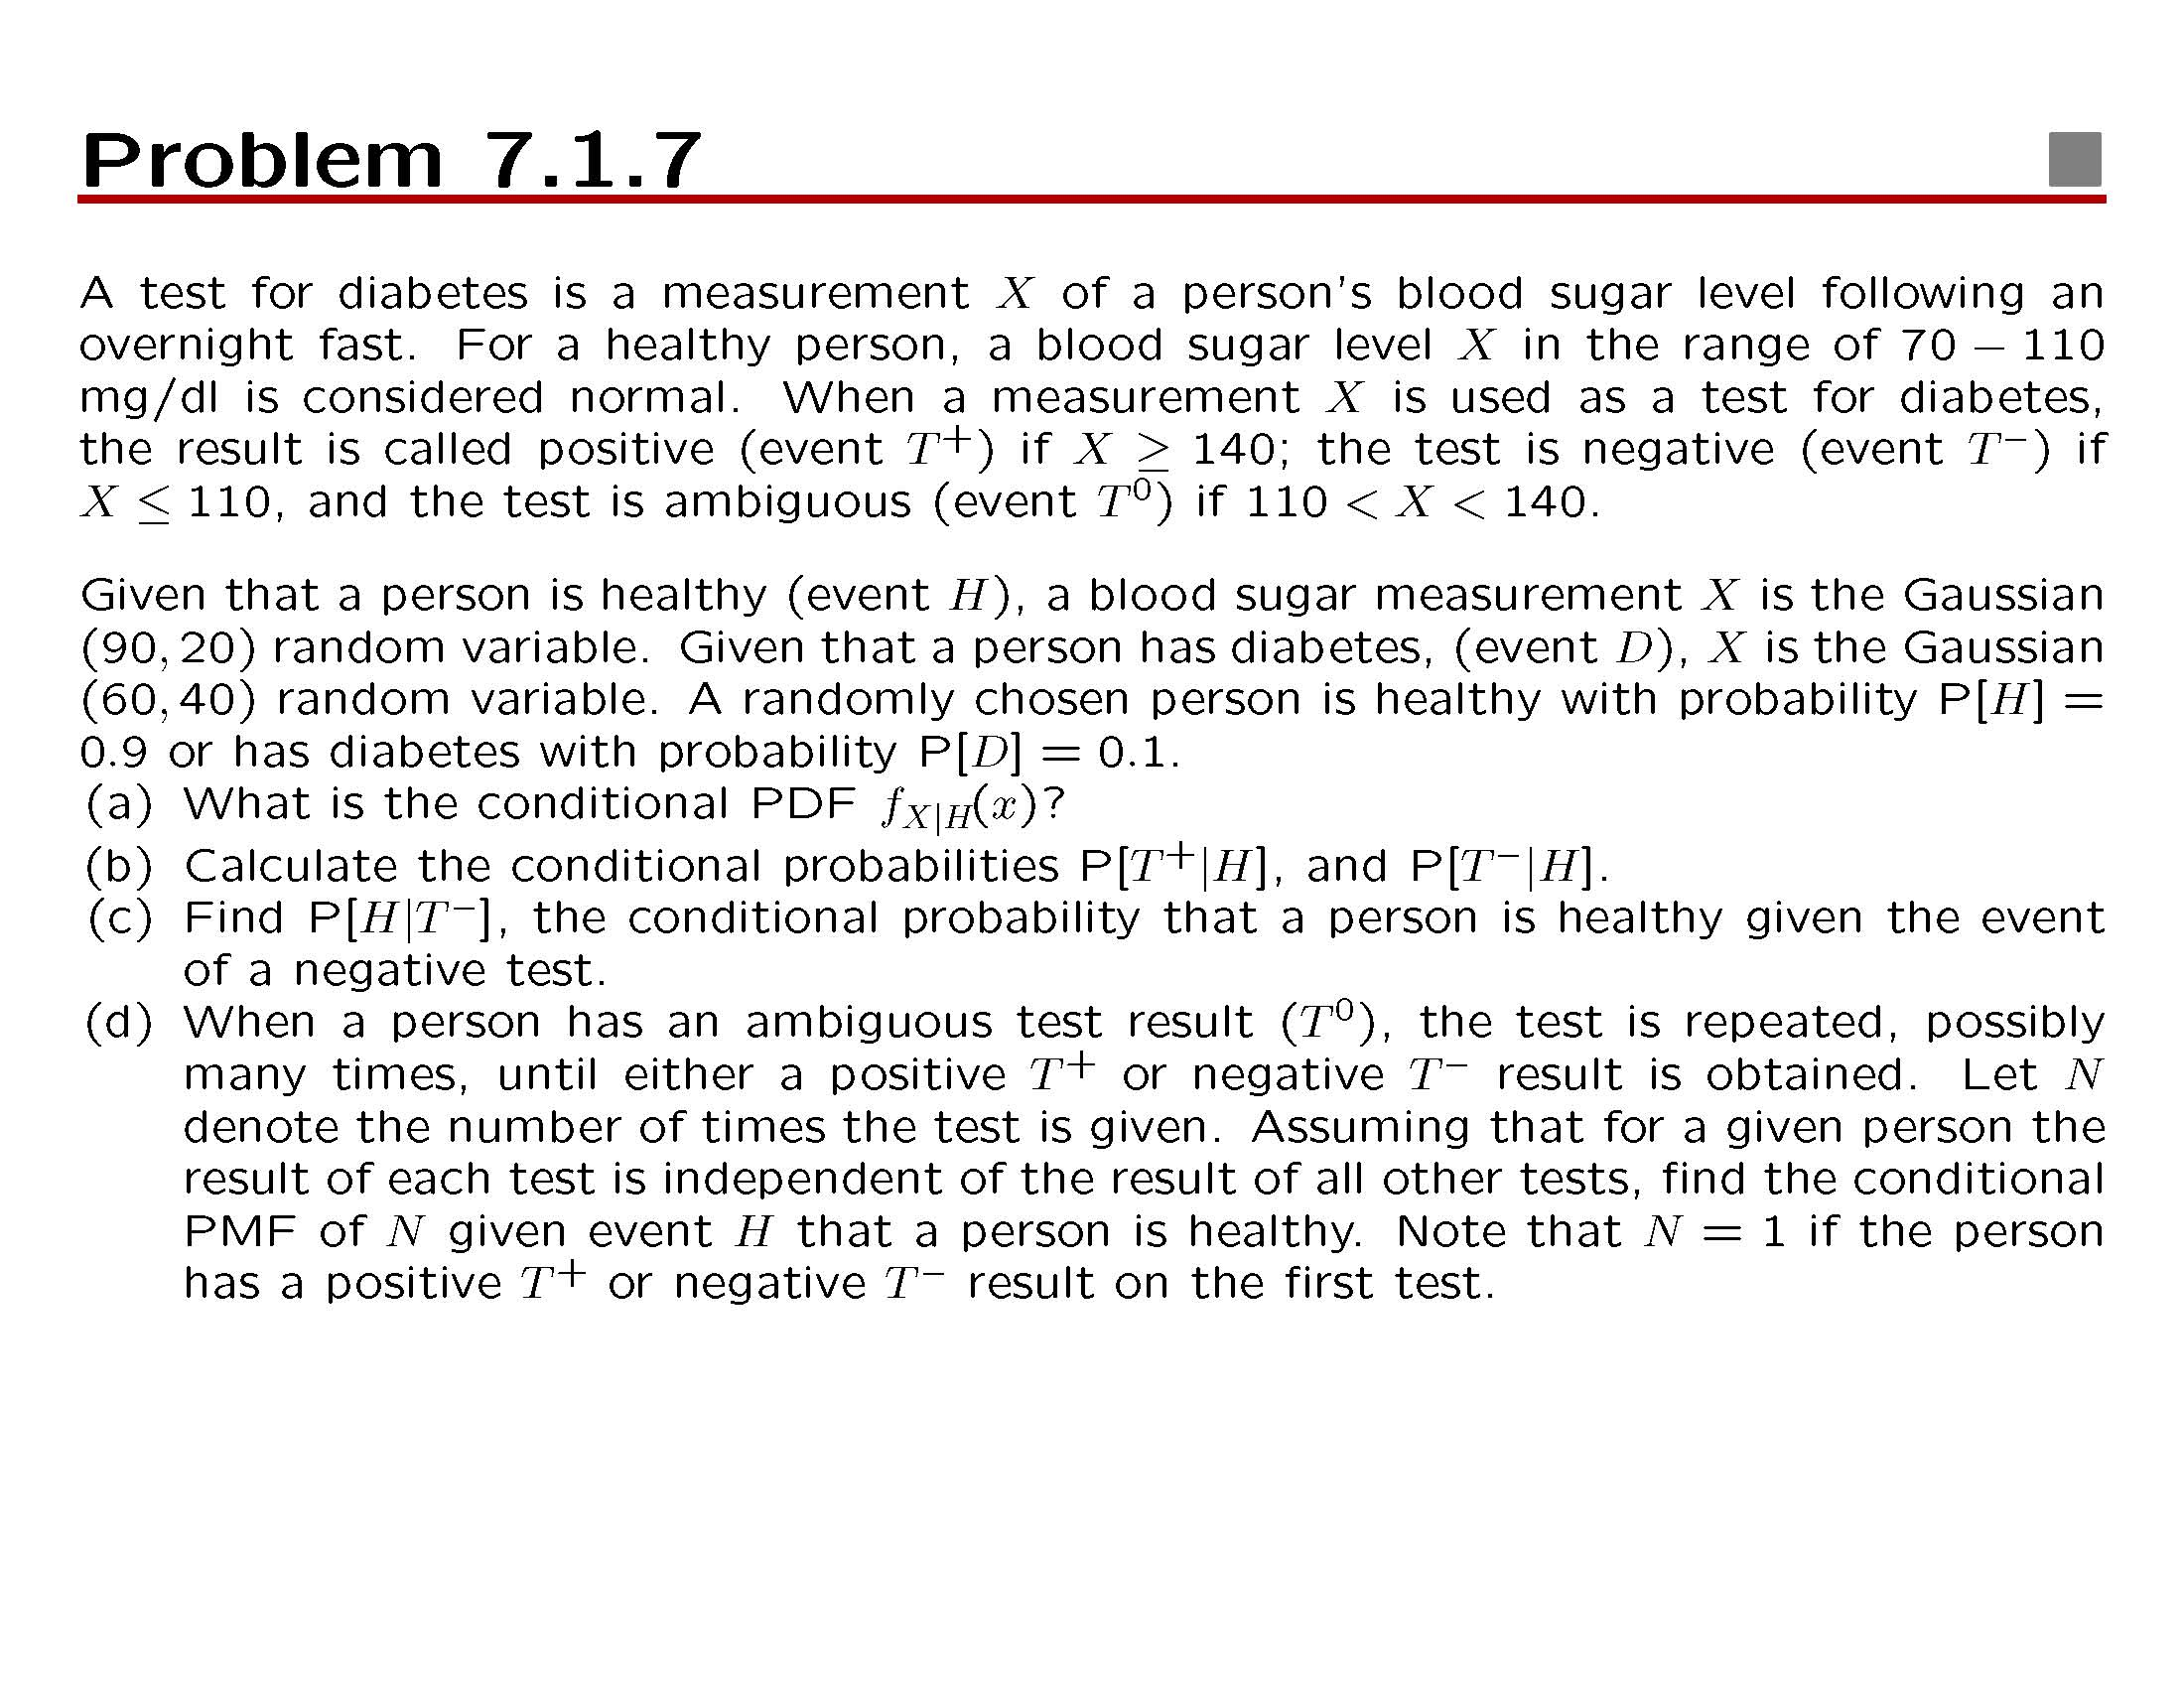 Problem 7.1.7
A test for diabetes is a measurement X of a person's blood sugar level following an
overnight fast. For a healthy person, a blood sugar level X in the range of 70 – 110
mg/dl is considered normal. When a measurement X is used as a test for diabetes,
the result is called positive (event T⁺) if X ≥ 140; the test is negative (event T⁻) if
X ≤ 110, and the test is ambiguous (event T⁰) if 110 < X < 140.
Given that a person is healthy (event H), a blood sugar measurement X is the Gaussian
(90, 20) random variable. Given that a person has diabetes, (event D), X is the Gaussian
(60, 40) random variable. A randomly chosen person is healthy with probability P[H] =
0.9 or has diabetes with probability P[D] = 0.1.
(a) What is the conditional PDF f_{X|H}(x)?
(b) Calculate the conditional probabilities P[T⁺|H], and P[T⁻|H].
(c) Find P[H|T⁻], the conditional probability that a person is healthy given the event
of a negative test.
(d) When a person has an ambiguous test result (T⁰), the test is repeated, possibly
many times, until either a positive T⁺ or negative T⁻ result is obtained. Let N
denote the number of times the test is given. Assuming that for a given person the
result of each test is independent of the result of all other tests, find the conditional
PMF of N given event H that a person is healthy. Note that N = 1 if the person
has a positive T⁺ or negative T⁻ result on the first test.